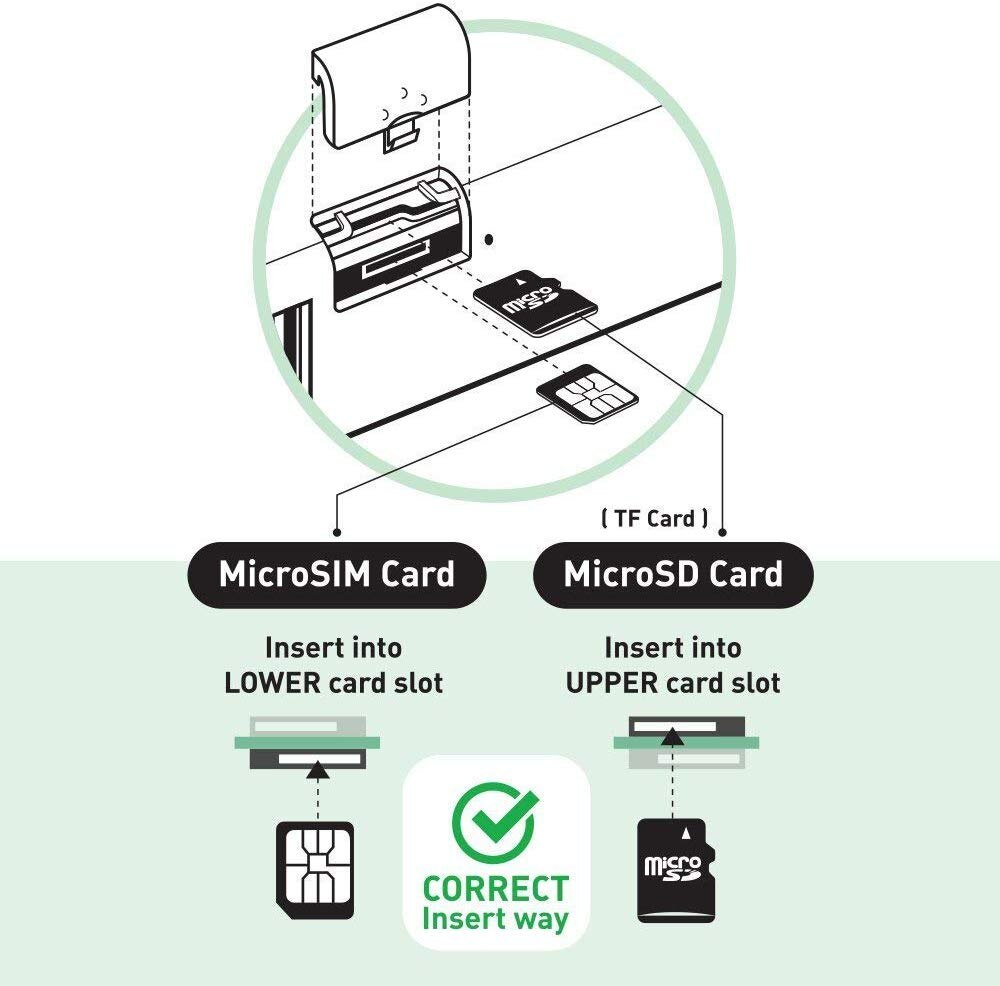 micro
SD
( TF Card )
MicroSIM Card
MicroSD Card
Insert into
LOWER card slot
Insert into
UPPER card slot
CORRECT
Insert way
micro
SD